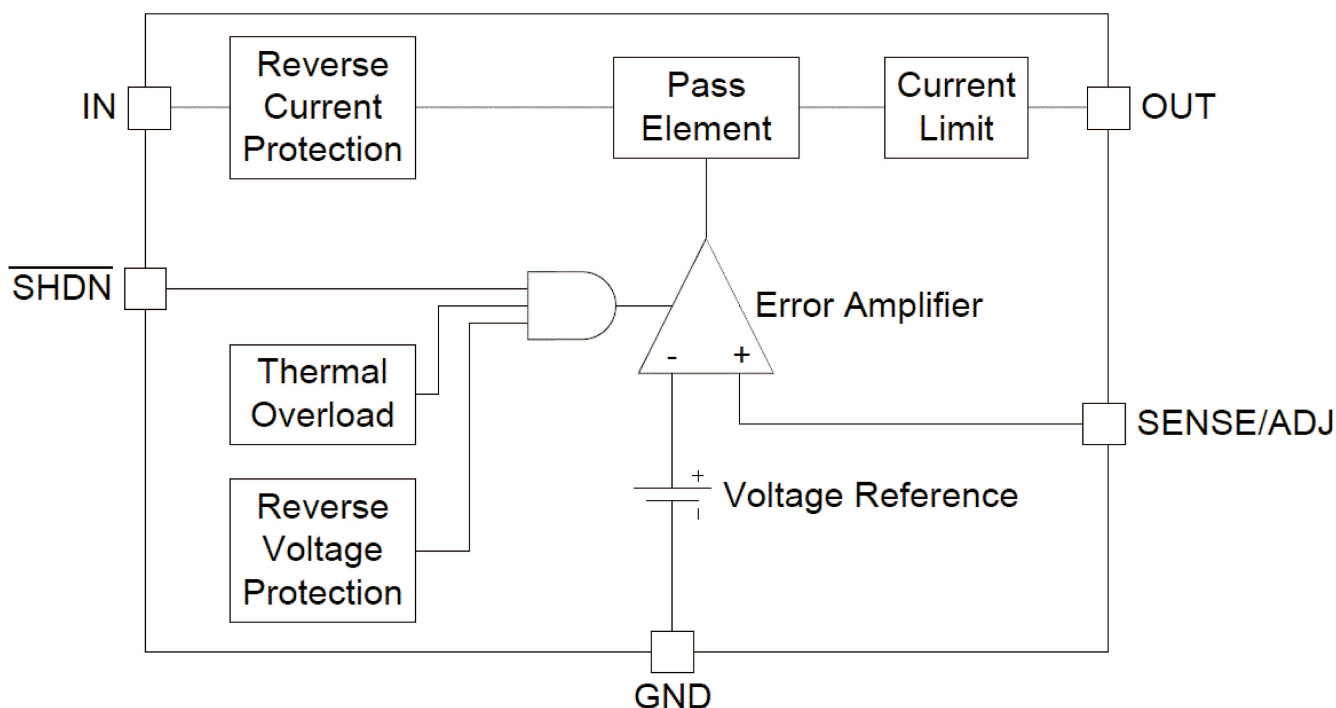 Reverse
Current
Protection
Pass
Element
Current
Limit
IN
OUT
SHDN
Error Amplifier
- +
Thermal
Overload
SENSE/ADJ
Reverse
Voltage
Protection
+
Voltage Reference
-
GND